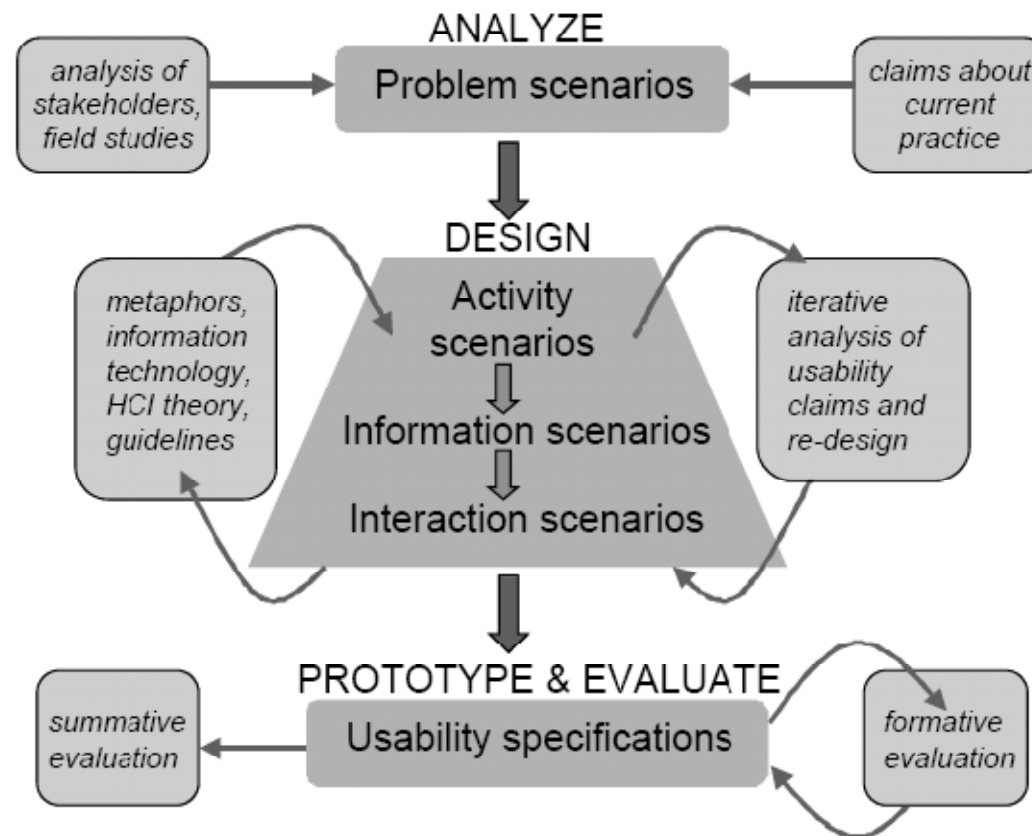 ANALYZE
analysis of
stakeholders,
field studies
Problem scenarios
claims about
current
practice
DESIGN
metaphors,
information
technology,
HCI theory,
guidelines
Activity
scenarios
Information scenarios
Interaction scenarios
iterative
analysis of
usability
claims and
re-design
PROTOTYPE & EVALUATE
summative
evaluation
Usability specifications
formative
evaluation